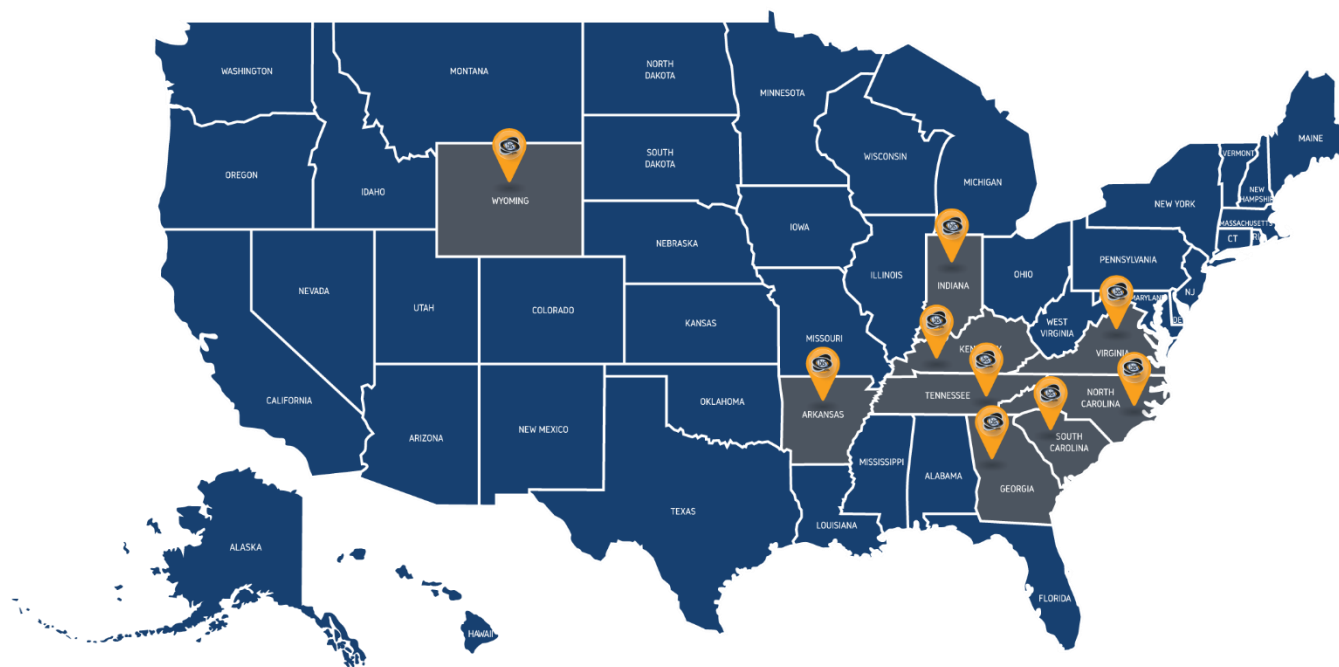 WASHINGTON
MONTANA
NORTH
DAKOTA
MINNESOTA
MAINE
OREGON
IDAHO
WYOMING
SOUTH
DAKOTA
WISCONSIN
MICHIGAN
VERMONT
NEW
HAMPSHIRE
NEW YORK
MASSACHUSETTS
CT
RI
NEVADA
UTAH
COLORADO
NEBRASKA
IOWA
ILLINOIS
INDIANA
OHIO
PENNSYLVANIA
NJ
MARYLAND
DE
WEST
VIRGINIA
VIRGINIA
KANSAS
MISSOURI
CALIFORNIA
ARIZONA
NEW MEXICO
OKLAHOMA
ARKANSAS
TENNESSEE
NORTH
CAROLINA
SOUTH
CAROLINA
GEORGIA
ALABAMA
MISSISSIPPI
LOUISIANA
TEXAS
FLORIDA
ALASKA
HAWAII